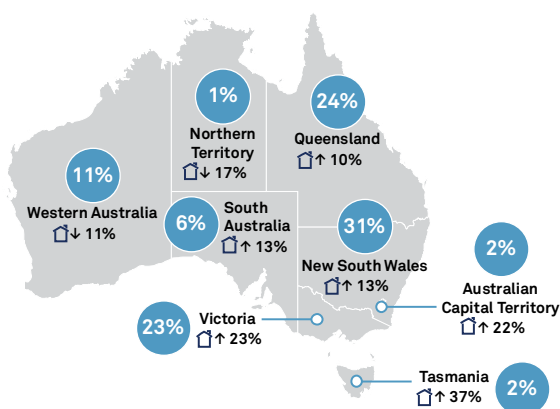 1%
Northern
Territory
↓ 17%
24%
Queensland
↑ 10%
11%
Western Australia
↓ 11%
6%
South
Australia
↑ 13%
31%
New South Wales
↑ 13%
2%
Australian
Capital Territory
↑ 22%
23%
Victoria
↑ 23%
Tasmania
↑ 37%
2%